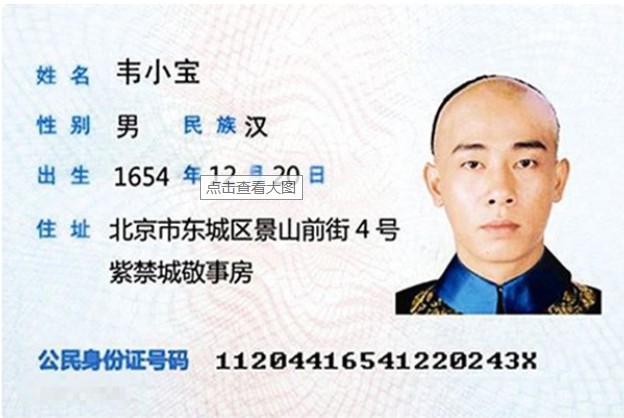 姓 名 韦小宝
性 别 男 民 族 汉
出 生 1654 年 12 月 20 日
点击查看大图
住 址 北京市东城区景山前街 4 号
紫禁城敬事房
公民身份证号码 11204416541220243X